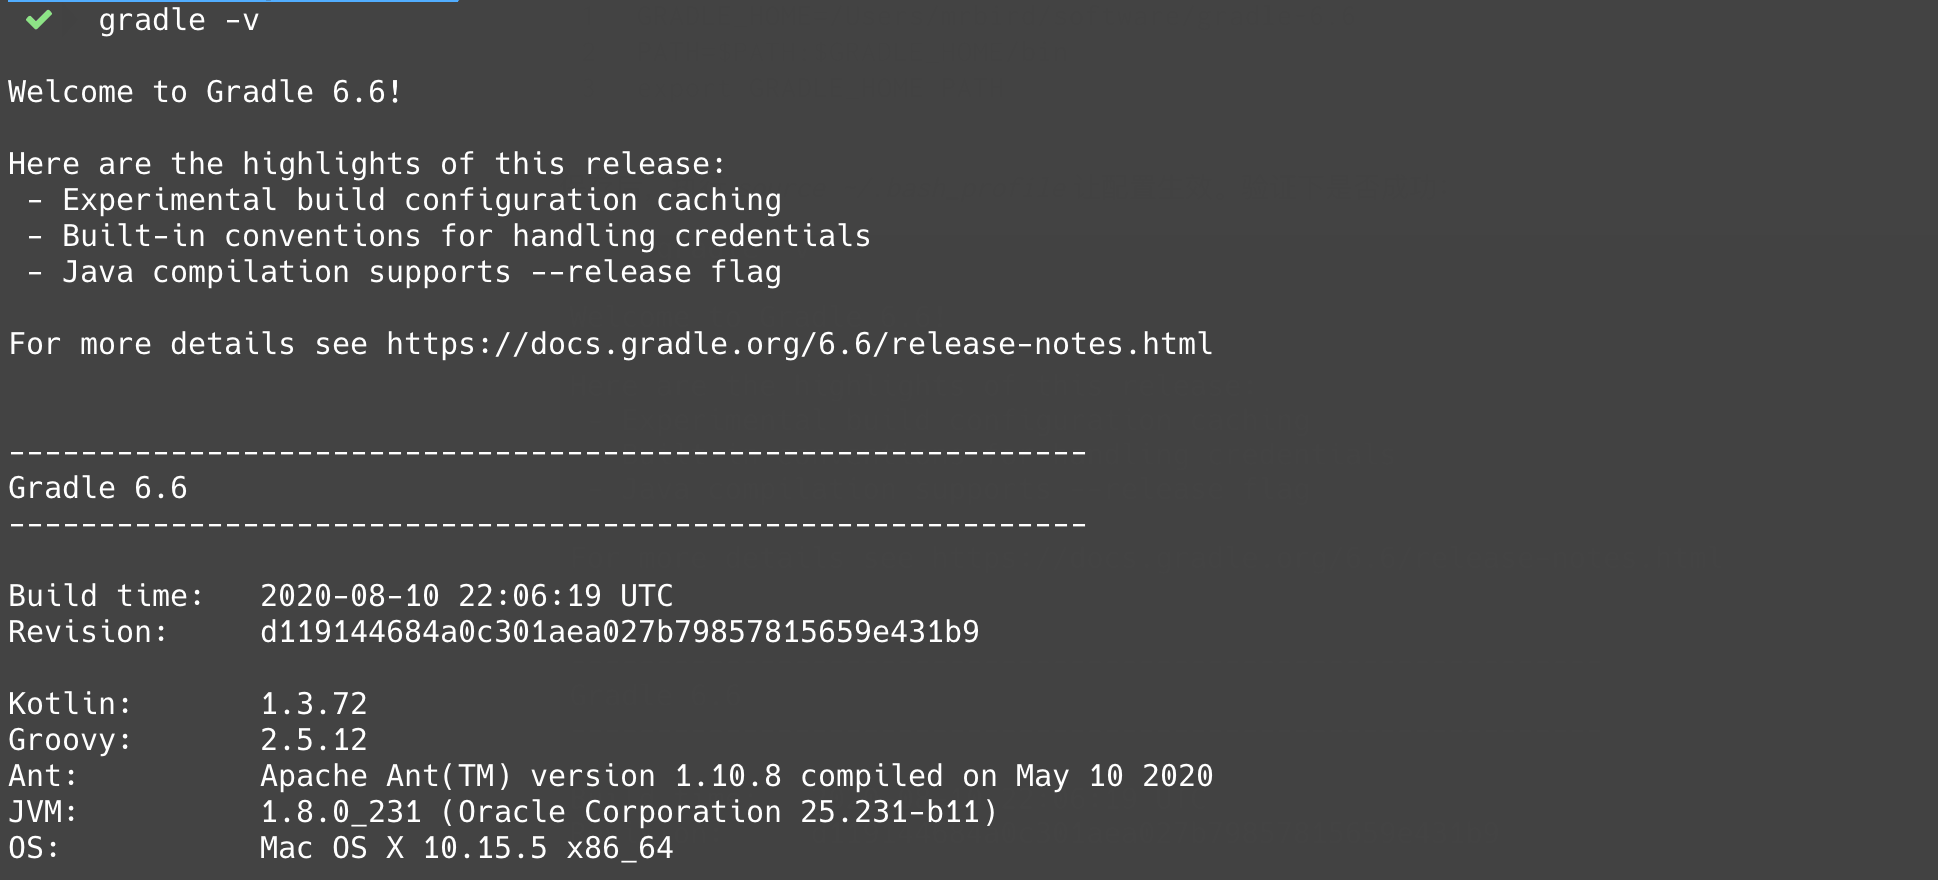 gradle -v
Welcome to Gradle 6.6!
Here are the highlights of this release:
- Experimental build configuration caching
- Built-in conventions for handling credentials
- Java compilation supports --release flag
For more details see https://docs.gradle.org/6.6/release-notes.html
------------------------------------------------------------
Gradle 6.6
------------------------------------------------------------
Build time:   2020-08-10 22:06:19 UTC
Revision:     d119144684a0c301aea027b79857815659e431b9
Kotlin:       1.3.72
Groovy:       2.5.12
Ant:          Apache Ant(TM) version 1.10.8 compiled on May 10 2020
JVM:          1.8.0_231 (Oracle Corporation 25.231-b11)
OS:           Mac OS X 10.15.5 x86_64